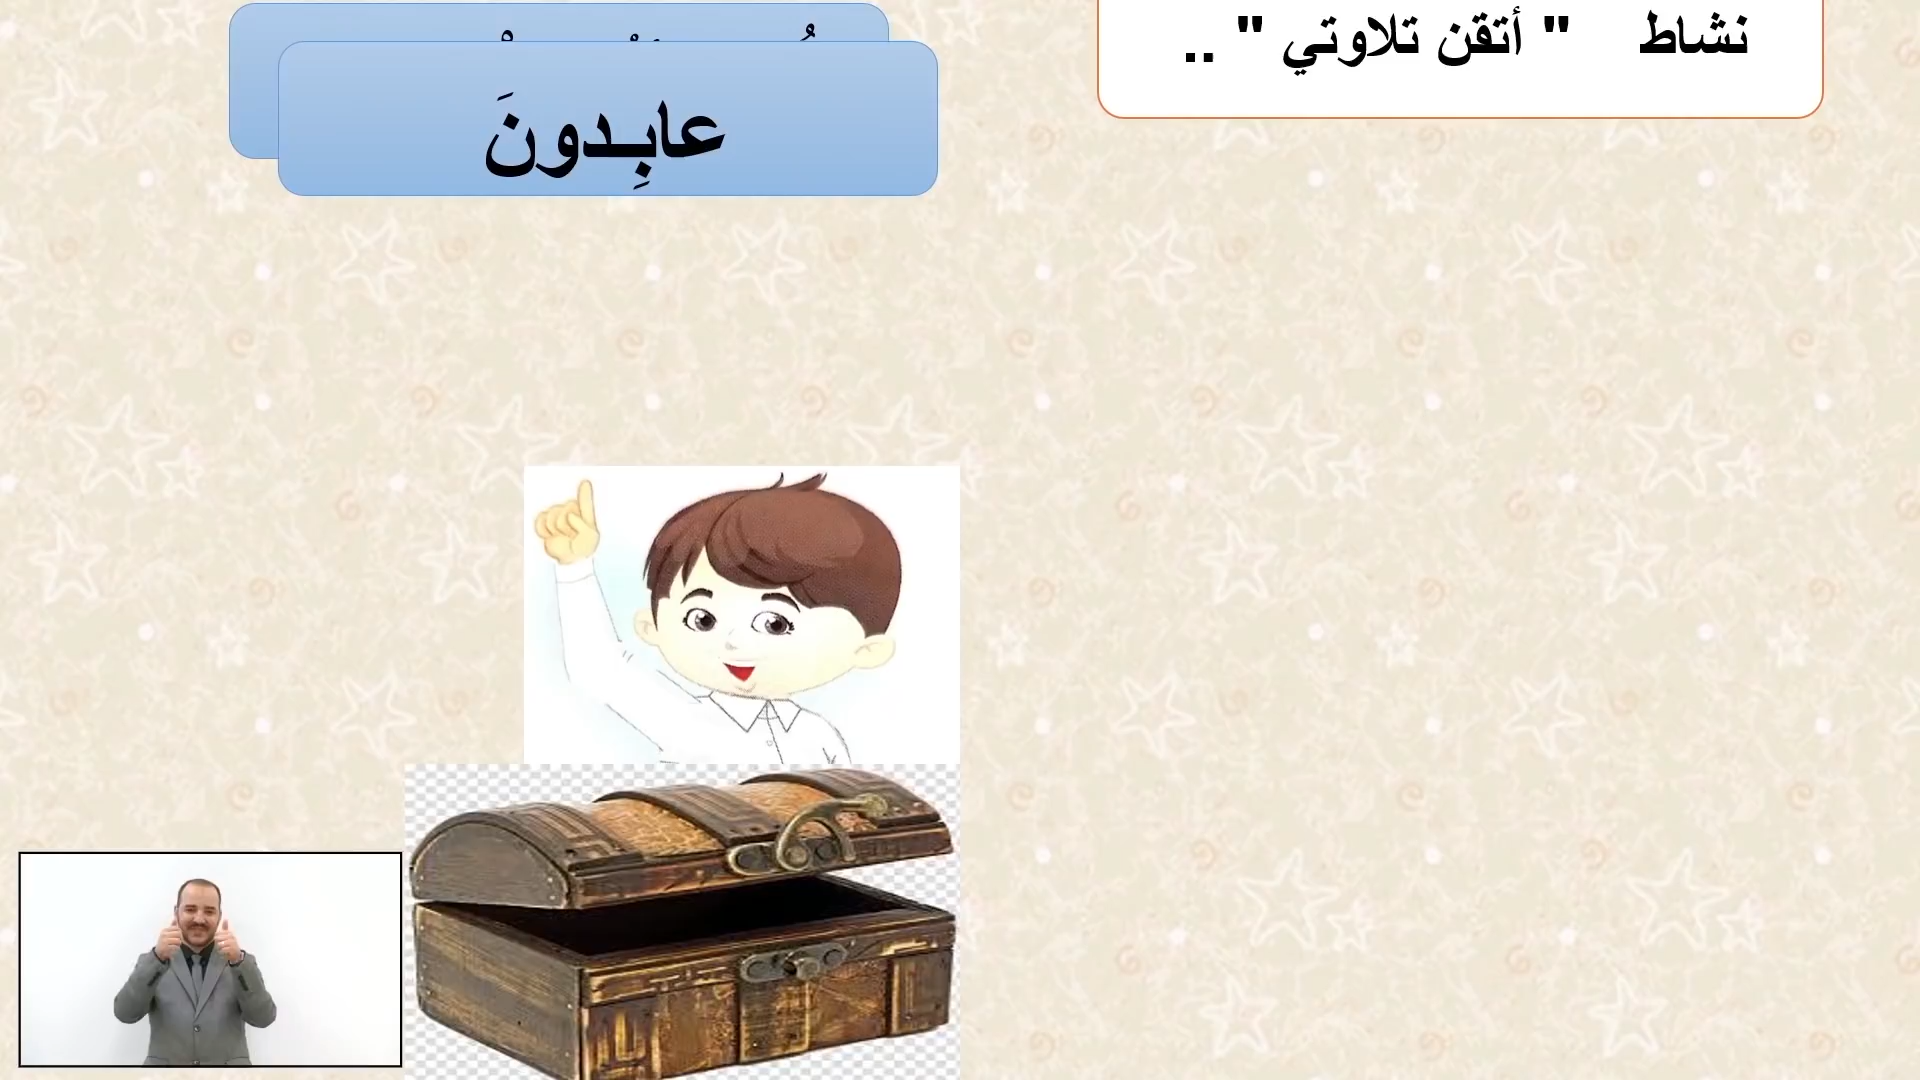 نشاط " أتقن تلاوتي " ..
عابِـدونَ